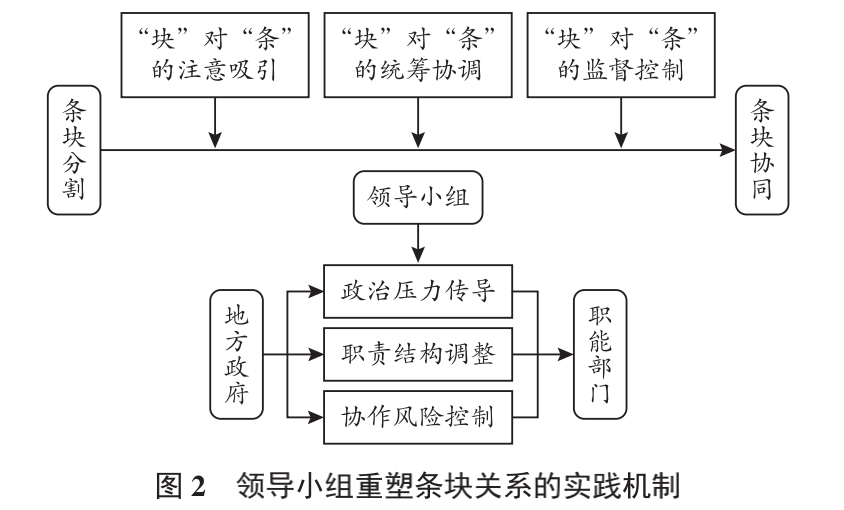 “块”对“条”
的注意吸引
“块”对“条”
的统筹协调
“块”对“条”
的监督控制
条块分割
条块协同
领导小组
地方政府
政治压力传导
职责结构调整
协作风险控制
职能部门
图 2 领导小组重塑条块关系的实践机制